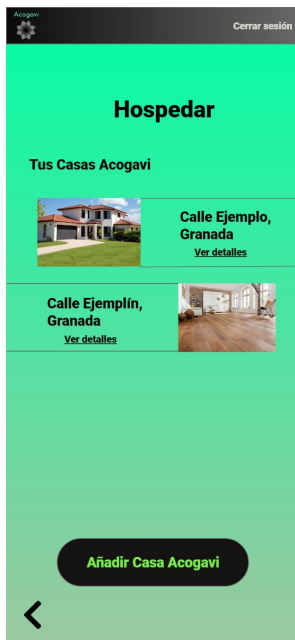 Acogavi
Cerrar sesión
Hospedar
Tus Casas Acogavi
Calle Ejemplo,
Granada
Ver detalles
Calle Ejemplín,
Granada
Ver detalles
Añadir Casa Acogavi